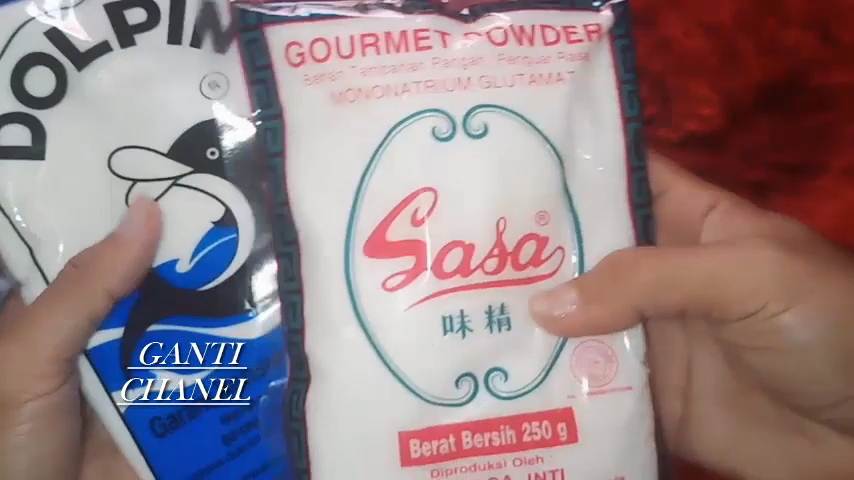 DOLPIN
®
GOURMET POWDER
Bahan Tambahan Pangan Penguat Rasa
MONONATRIUM GLUTAMAT
Sasa®
味精
GANTI
CHANEL
Berat Bersih 250 g
Diproduksi Oleh :
INTI